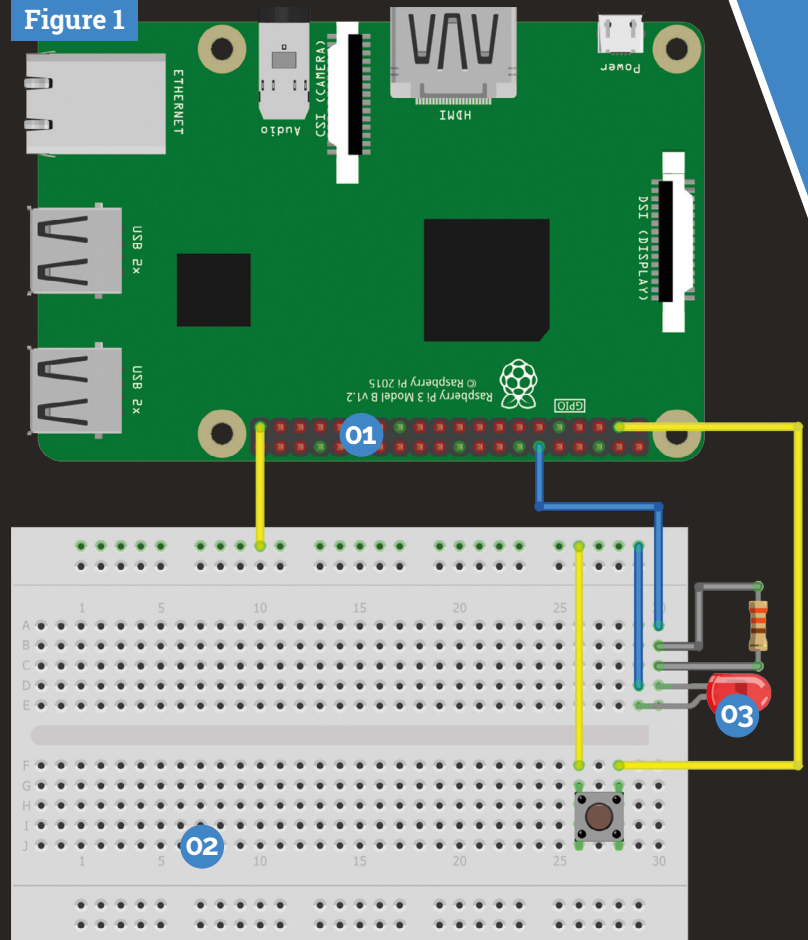 Figure 1
ETHERNET
Audio
CSI (CAMERA)
HDMI
Power
USB 2x
DSI (DISPLAY)
USB 2x
Raspberry Pi 3 Model B v1.2
© Raspberry Pi 2015
GPIO
01
1 5 10 15 20 25 30
A
B
C
D
E
03
F
G
H
I
J
02
1 5 10 15 20 25 30